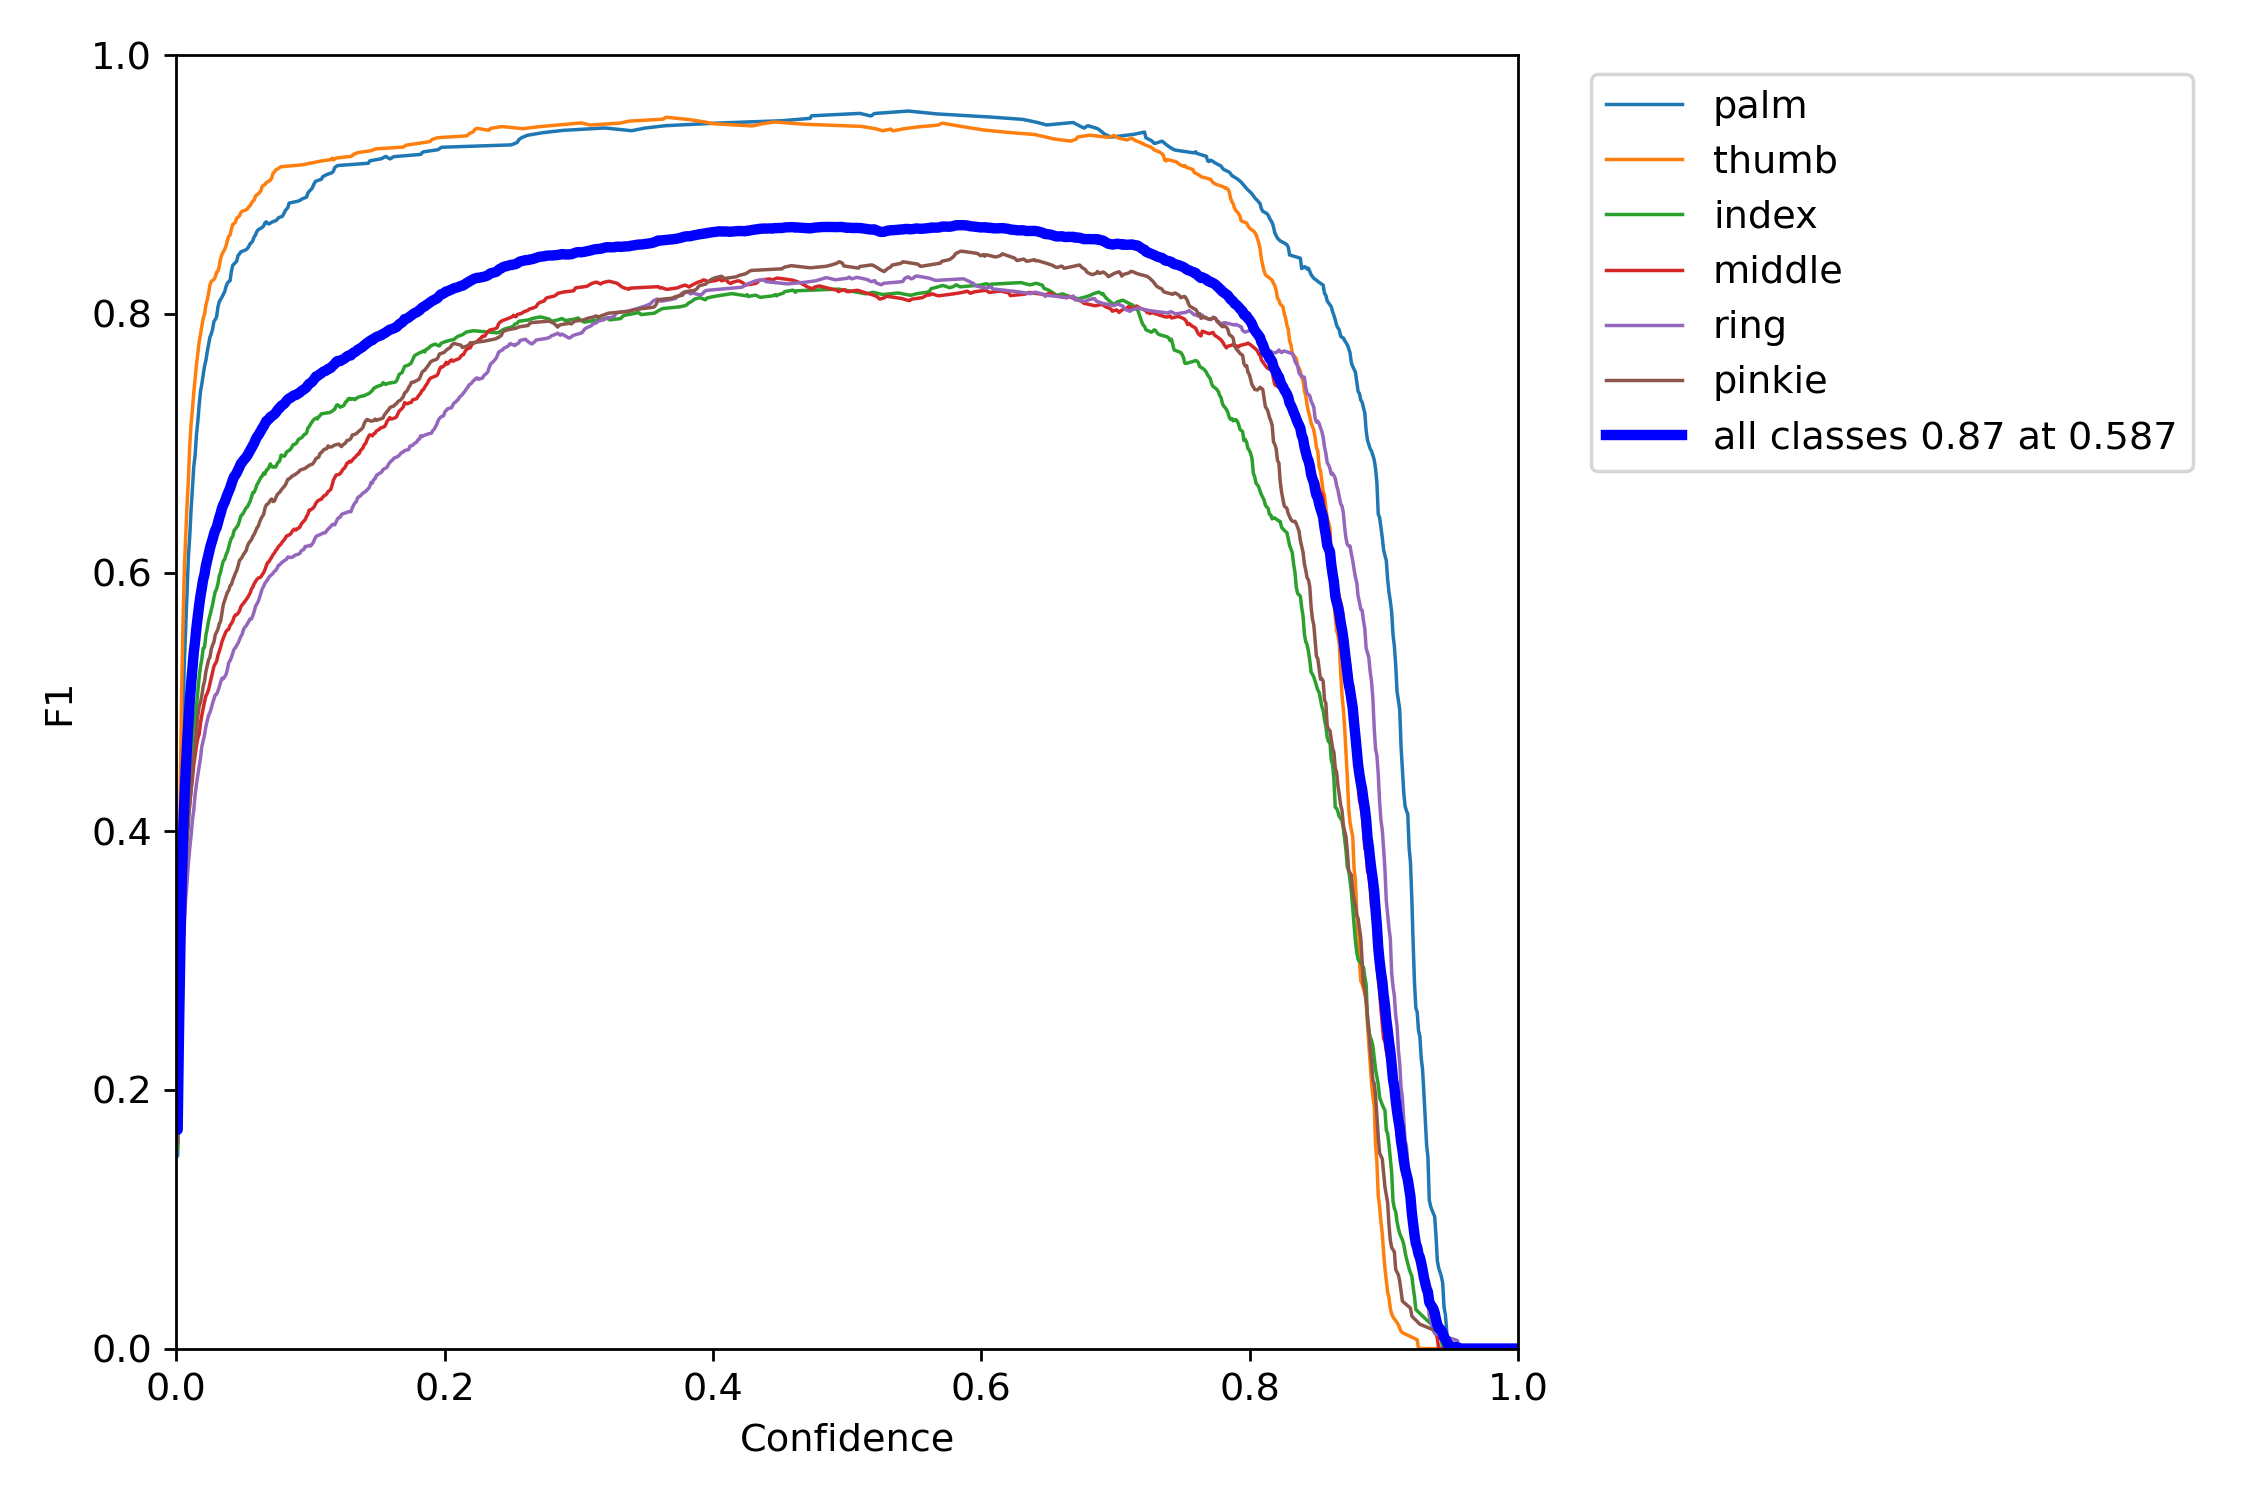 1.0
0.8
0.6
0.4
0.2
0.0
F1
0.0 0.2 0.4 0.6 0.8 1.0
Confidence
palm
thumb
index
middle
ring
pinkie
all classes 0.87 at 0.587